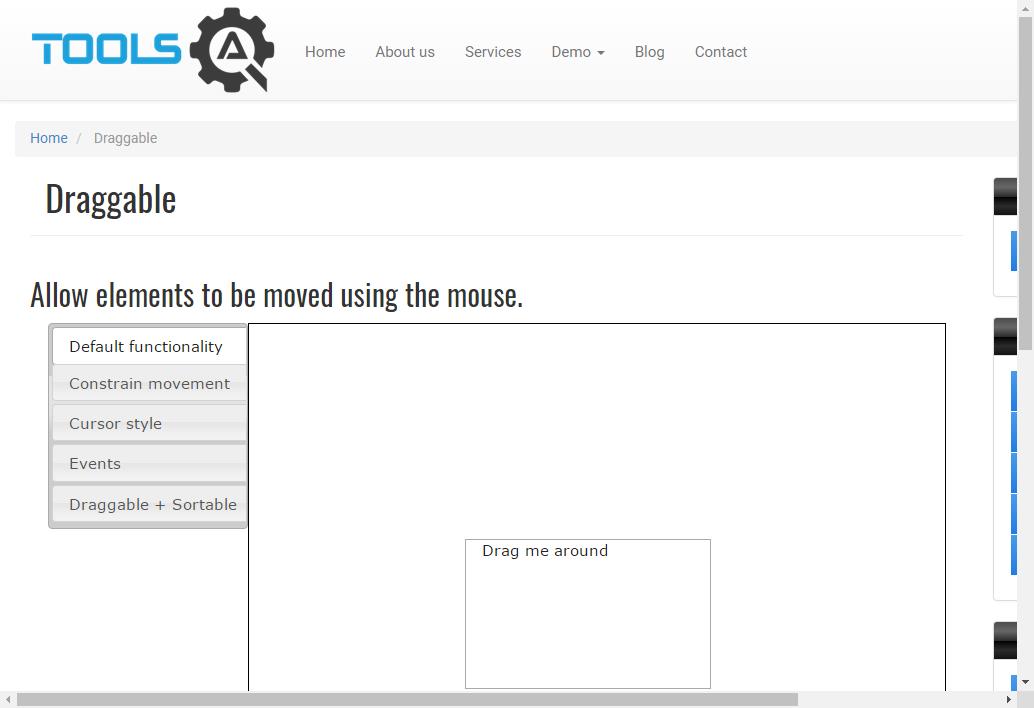 TOOLS QA
Home About us Services Demo Blog Contact
Home / Draggable
Draggable
Allow elements to be moved using the mouse.
Default functionality
Constrain movement
Cursor style
Events
Draggable + Sortable
Drag me around